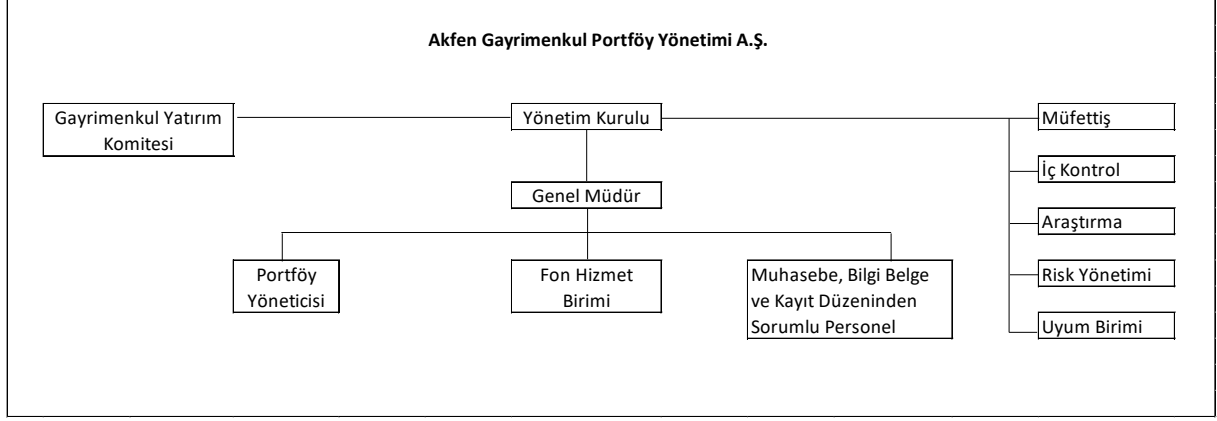 Akfen Gayrimenkul Portföy Yönetimi A.Ş.
Gayrimenkul Yatırım
Komitesi
Yönetim Kurulu
Müfettiş
İç Kontrol
Genel Müdür
Araştırma
Portföy
Yöneticisi
Fon Hizmet
Birimi
Muhasebe, Bilgi Belge
ve Kayıt Düzeninden
Sorumlu Personel
Risk Yönetimi
Uyum Birimi